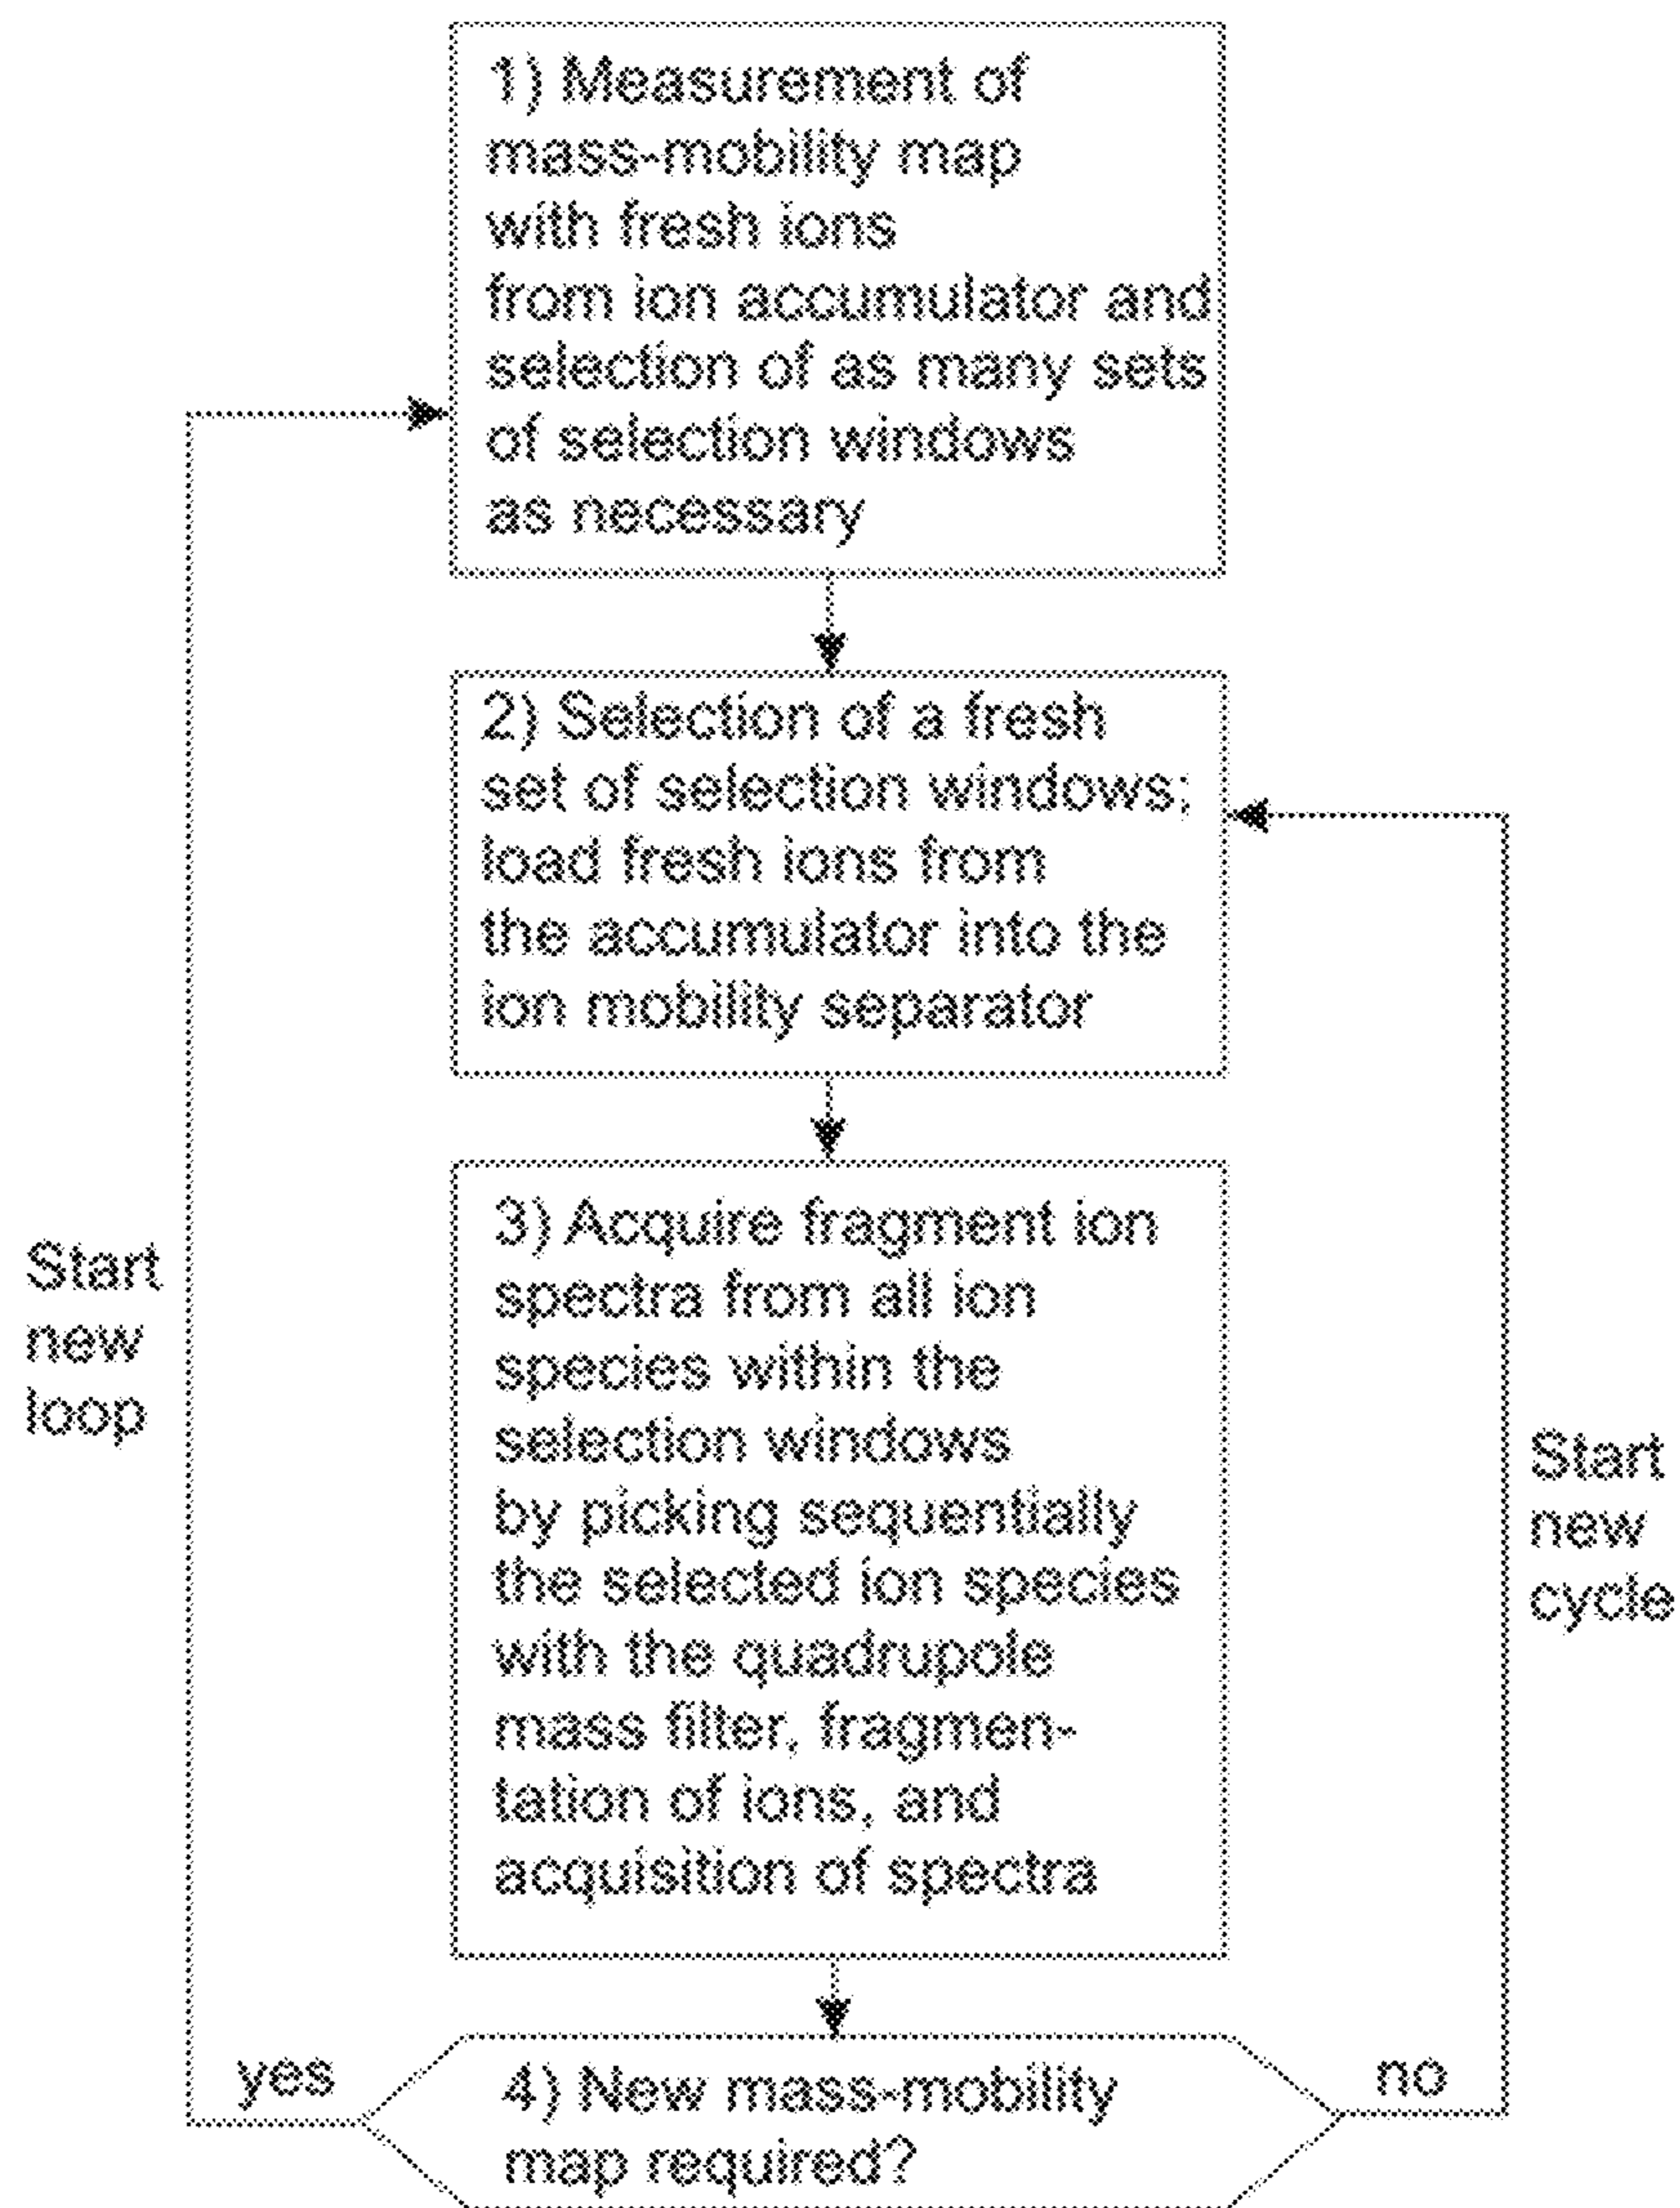 1) Measurement of
mass-mobility map
with fresh ions
from ion accumulator and
selection of as many sets
of selection windows
as necessary
2) Selection of a fresh
set of selection windows;
load fresh ions from
the accumulator into the
ion mobility separator
3) Acquire fragment ion
spectra from all ion
species within the
selection windows
by picking sequentially
the selected ion species
with the quadrupole
mass filter, fragmen-
tation of ions, and
acquisition of spectra
Start
new
loop
Start
new
cycle
yes
4) New mass-mobility
map required?
no